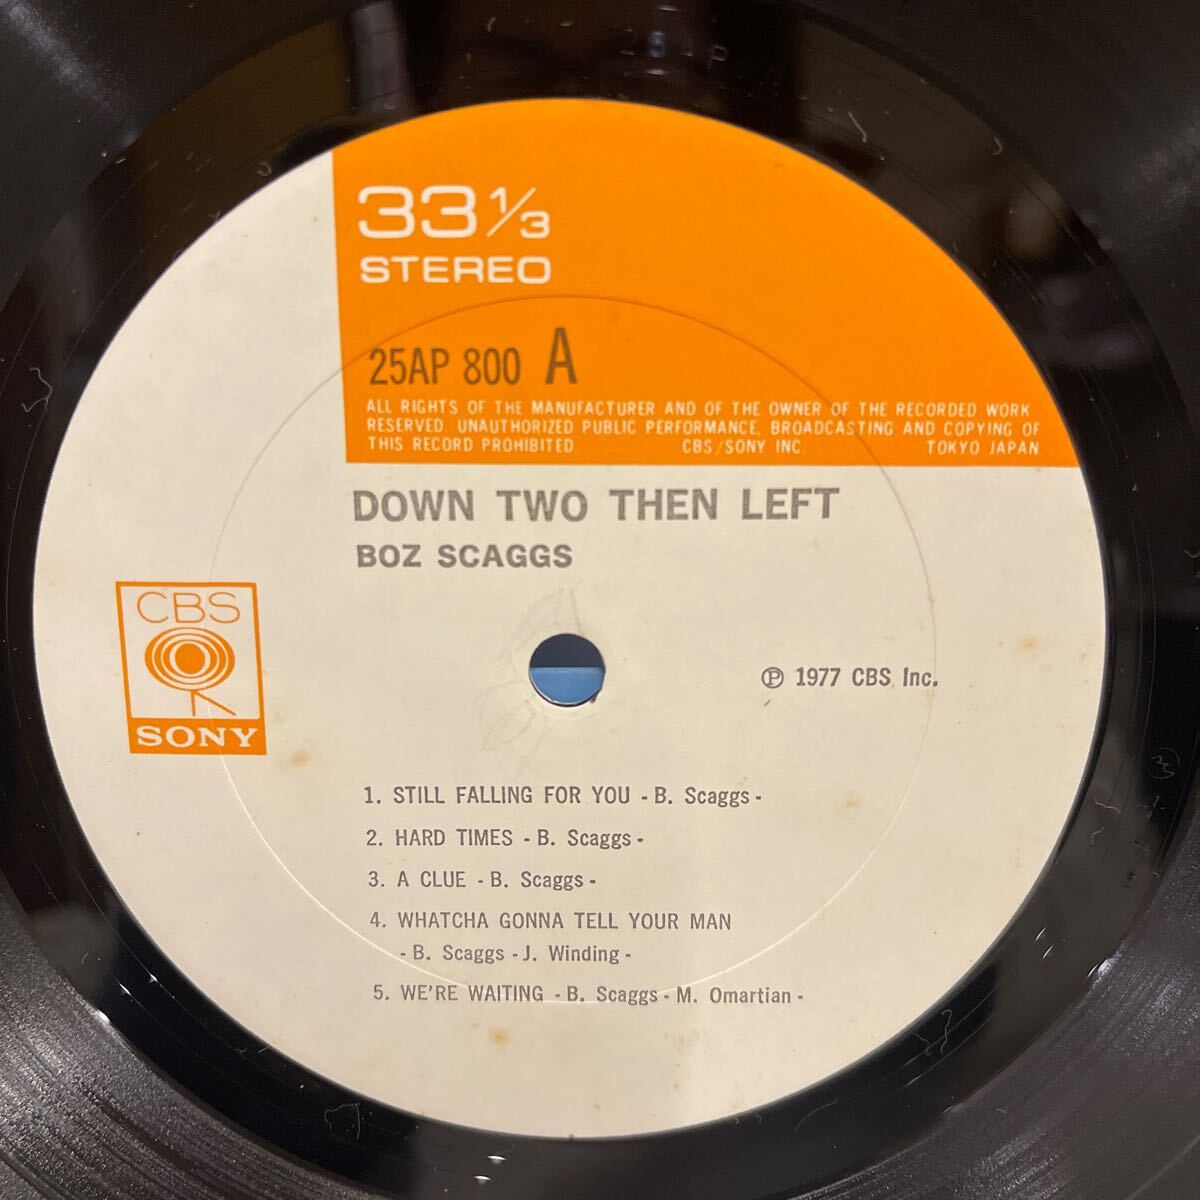 33 1/3
STEREO
25AP 800 A
ALL RIGHTS OF THE MANUFACTURER AND OF THE OWNER OF THE RECORDED WORK
RESERVED. UNAUTHORIZED PUBLIC PERFORMANCE, BROADCASTING AND COPYING OF
THIS RECORD PROHIBITED. CBS/SONY INC. TOKYO JAPAN
DOWN TWO THEN LEFT
BOZ SCAGGS
CBS
SONY
℗ 1977 CBS Inc.
1. STILL FALLING FOR YOU - B. Scaggs -
2. HARD TIMES - B. Scaggs -
3. A CLUE - B. Scaggs -
4. WHATCHA GONNA TELL YOUR MAN
- B. Scaggs - J. Winding -
5. WE'RE WAITING - B. Scaggs - M. Omartian -